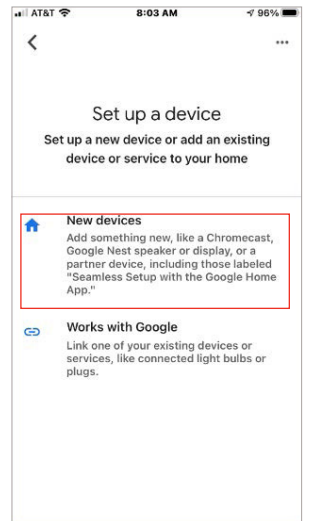 AT&T 8:03 AM 96%
Set up a device
Set up a new device or add an existing
device or service to your home
New devices
Add something new, like a Chromecast,
Google Nest speaker or display, or a
partner device, including those labeled
"Seamless Setup with the Google Home
App."
Works with Google
Link one of your existing devices or
services, like connected light bulbs or
plugs.